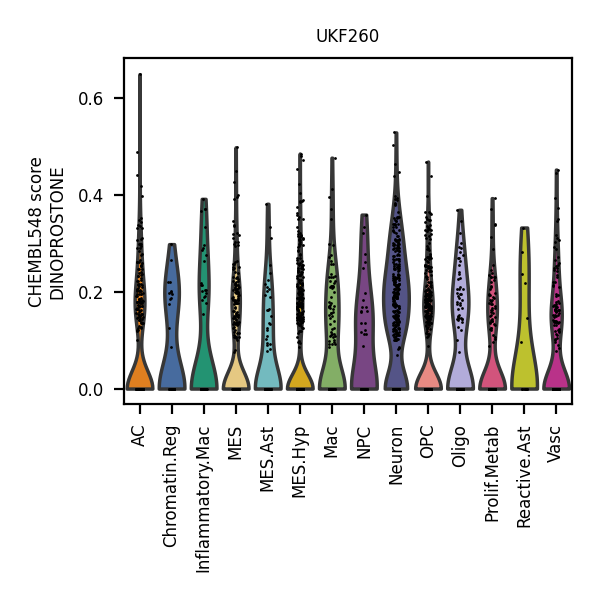 UKF260
CHEMBL548 score
DINOPROSTONE
0.6
0.4
0.2
0.0
AC
Chromatin.Reg
Inflammatory.Mac
MES
MES.Ast
MES.Hyp
Mac
NPC
Neuron
OPC
Oligo
Prolif.Metab
Reactive.Ast
Vasc